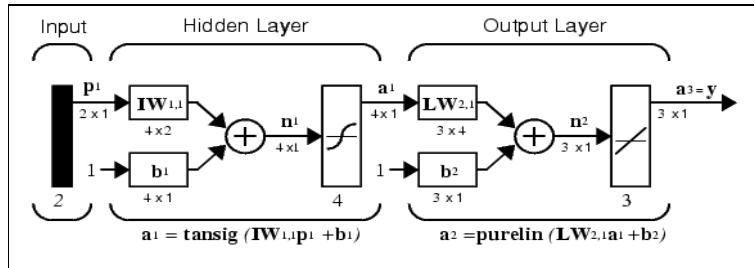 Input Hidden Layer Output Layer
p1 a1 a3 = y
2 x 1 IW1,1 4 x 1 LW2,1 3 x 1
4 x 2 n1 3 x 4 n2
4 x 1 3 x 1
1 b1 1 b2
4 x 1 3 x 1
2 4 3
a1 = tansig (IW1,1p1 +b1) a2 =purelin (LW2,1a1 +b2)